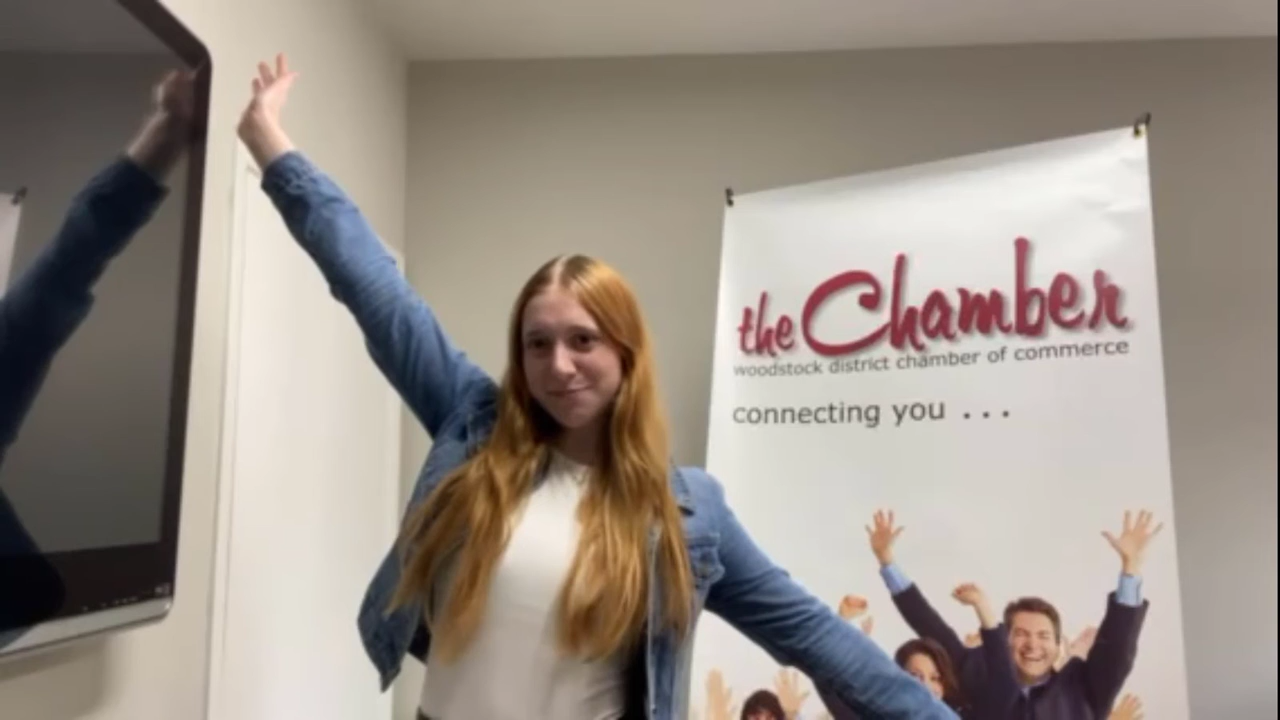 the Chamber
woodstock district chamber of commerce
connecting you . . .